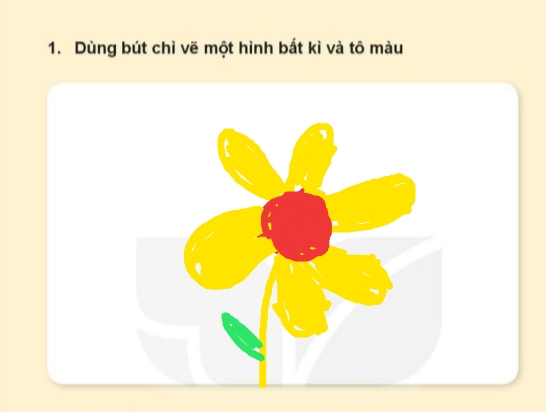 1. Dùng bút chì vẽ một hình bất kì và tô màu